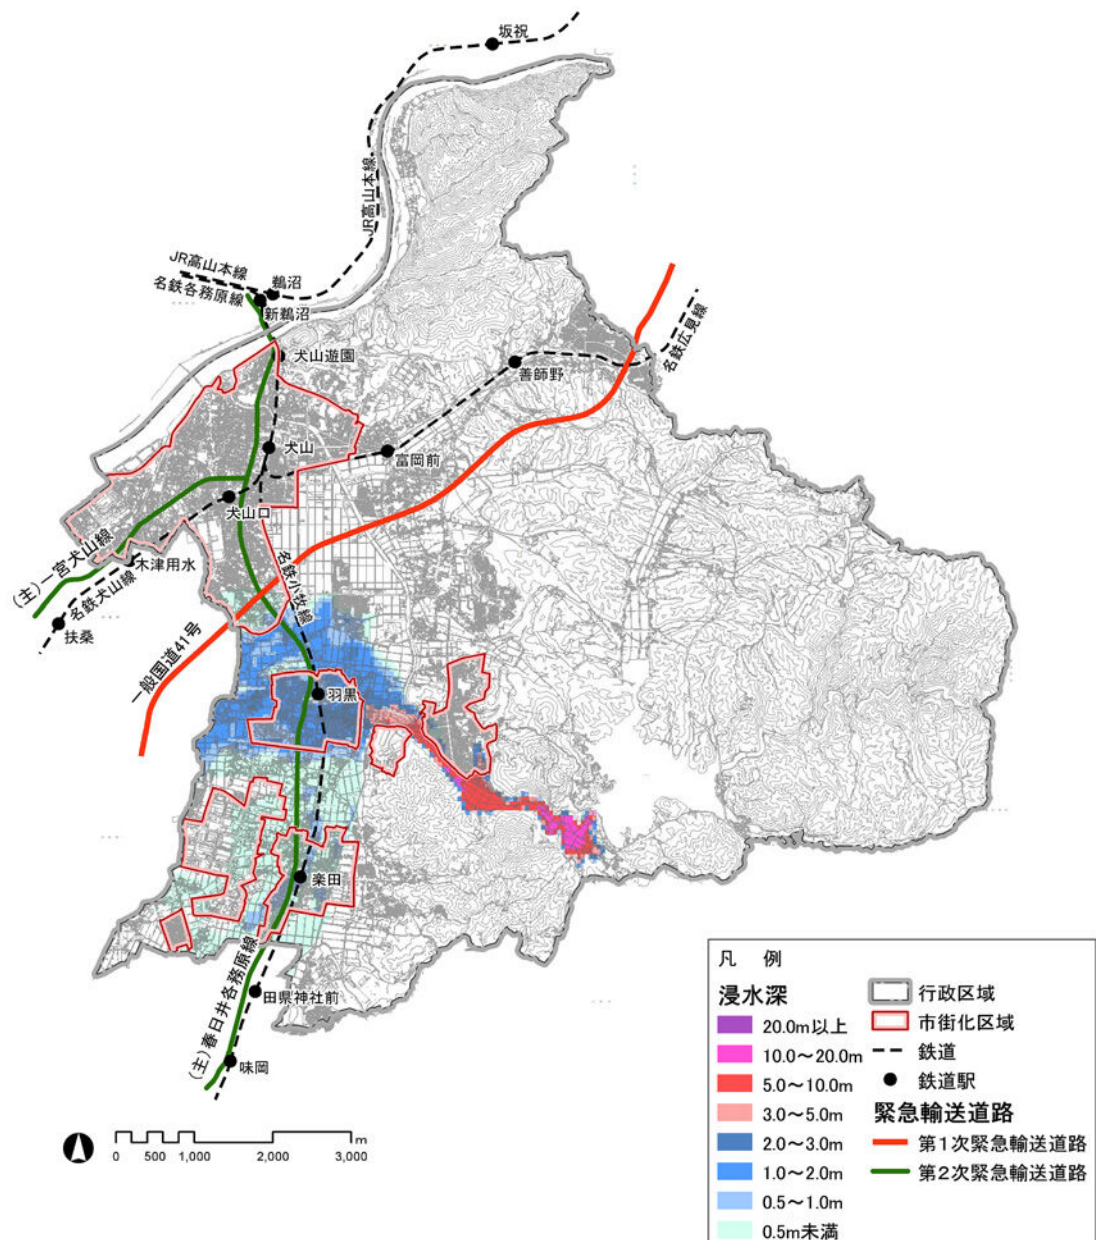 坂祝
JR高山本線
JR高山本線
鵜沼
名鉄各務原線
新鵜沼
犬山遊園
善師野
名鉄広見線
犬山
富岡前
犬山口
(主)一宮犬山線
木津用水
名鉄犬山線
扶桑
名鉄小牧線
一般国道41号
羽黒
楽田
(主)春日井各務原線
田県神社前
味岡
m
0 500 1,000 2,000 3,000
凡 例
浸水深
20.0m以上
10.0～20.0m
5.0～10.0m
3.0～5.0m
2.0～3.0m
1.0～2.0m
0.5～1.0m
0.5m未満
行政区域
市街化区域
鉄道
鉄道駅
緊急輸送道路
第1次緊急輸送道路
第2次緊急輸送道路